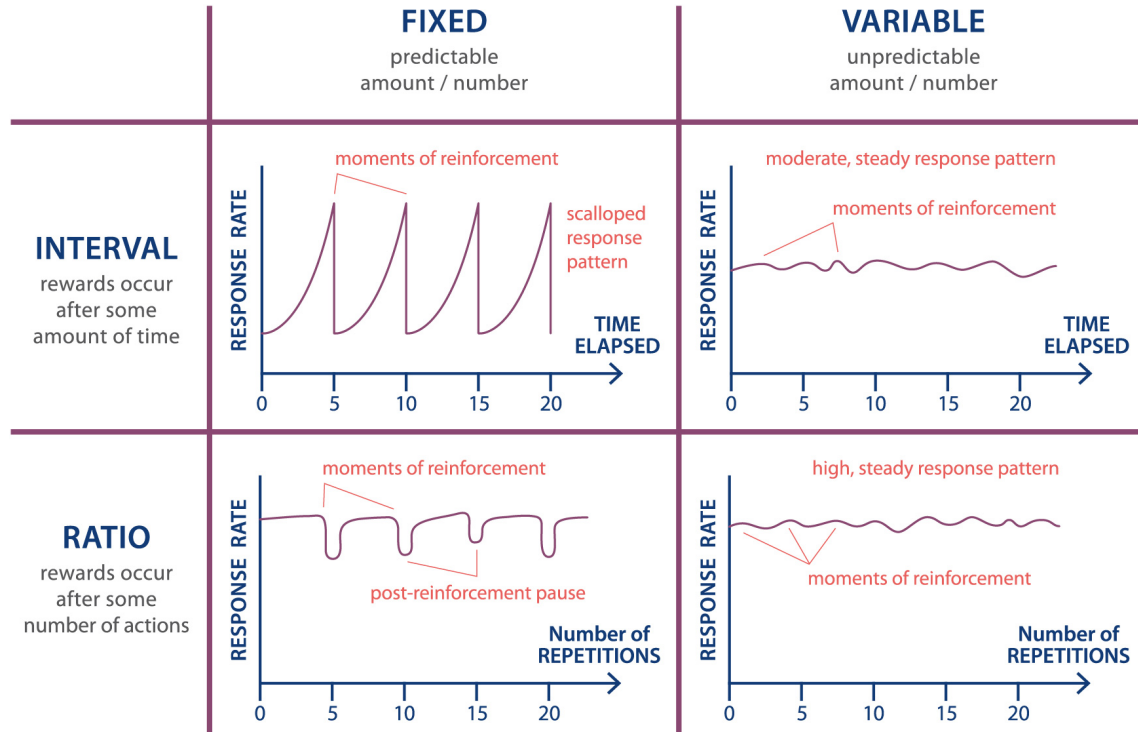 FIXED
predictable
amount / number
VARIABLE
unpredictable
amount / number
INTERVAL
rewards occur
after some
amount of time
RESPONSE RATE
moments of reinforcement
scalloped
response
pattern
TIME
ELAPSED
0 5 10 15 20
RESPONSE RATE
moderate, steady response pattern
moments of reinforcement
TIME
ELAPSED
0 5 10 15 20
RATIO
rewards occur
after some
number of actions
RESPONSE RATE
moments of reinforcement
post-reinforcement pause
Number of
REPETITIONS
0 5 10 15 20
RESPONSE RATE
high, steady response pattern
moments of reinforcement
Number of
REPETITIONS
0 5 10 15 20